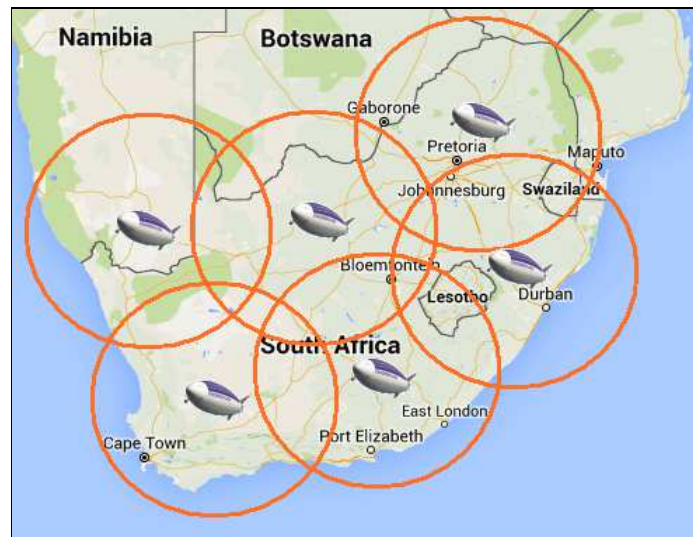 Namibia
Botswana
Gaborone
Pretoria
Maputo
Johannesburg
Swaziland
Bloemfontein
Lesotho
Durban
South Africa
East London
Port Elizabeth
Cape Town